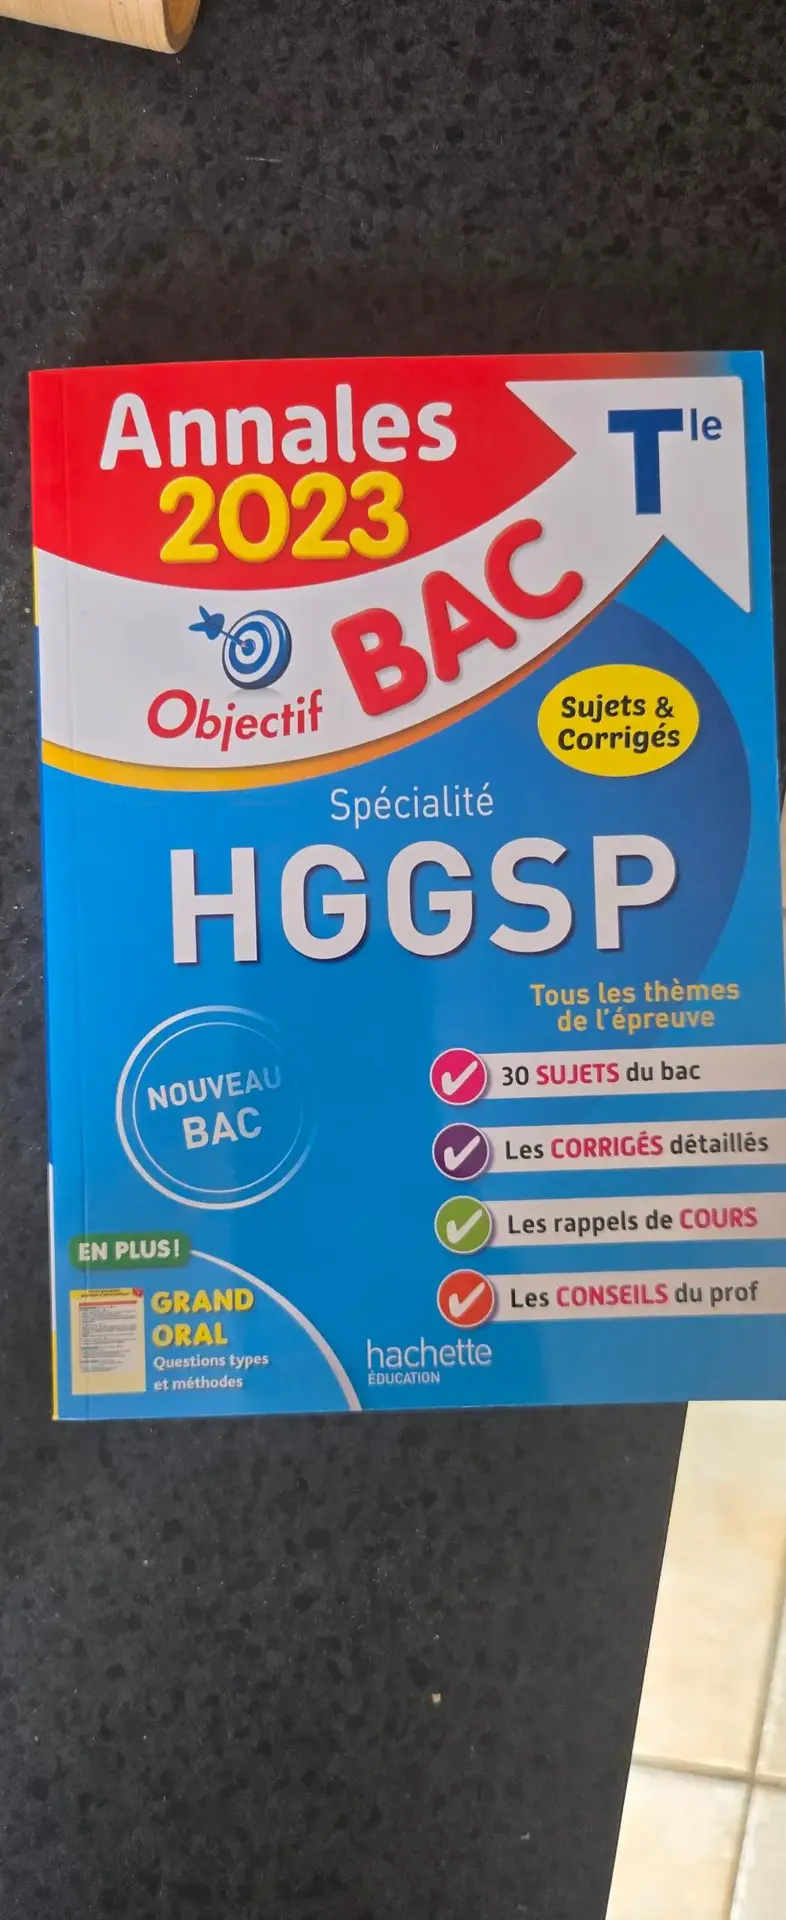 Annales
2023
Tle
Objectif BAC
Sujets &
Corrigés
Spécialité
HGGSP
Tous les thèmes
de l'épreuve
NOUVEAU
BAC
30 SUJETS du bac
Les CORRIGÉS détaillés
Les rappels de COURS
Les CONSEILS du prof
EN PLUS !
GRAND
ORAL
Questions types
et méthodes
hachette
ÉDUCATION